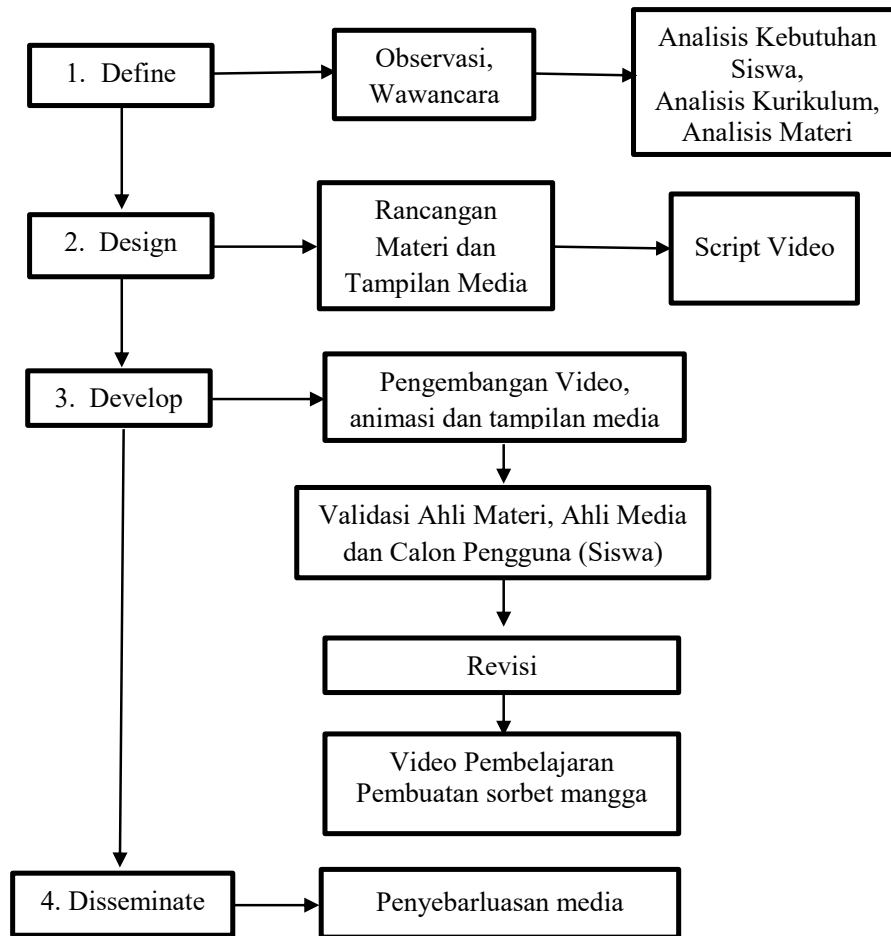 1. Define
Observasi,
Wawancara
Analisis Kebutuhan
Siswa,
Analisis Kurikulum,
Analisis Materi
2. Design
Rancangan
Materi dan
Tampilan Media
Script Video
3. Develop
Pengembangan Video,
animasi dan tampilan media
Validasi Ahli Materi, Ahli Media
dan Calon Pengguna (Siswa)
Revisi
Video Pembelajaran
Pembuatan sorbet mangga
4. Disseminate
Penyebarluasan media